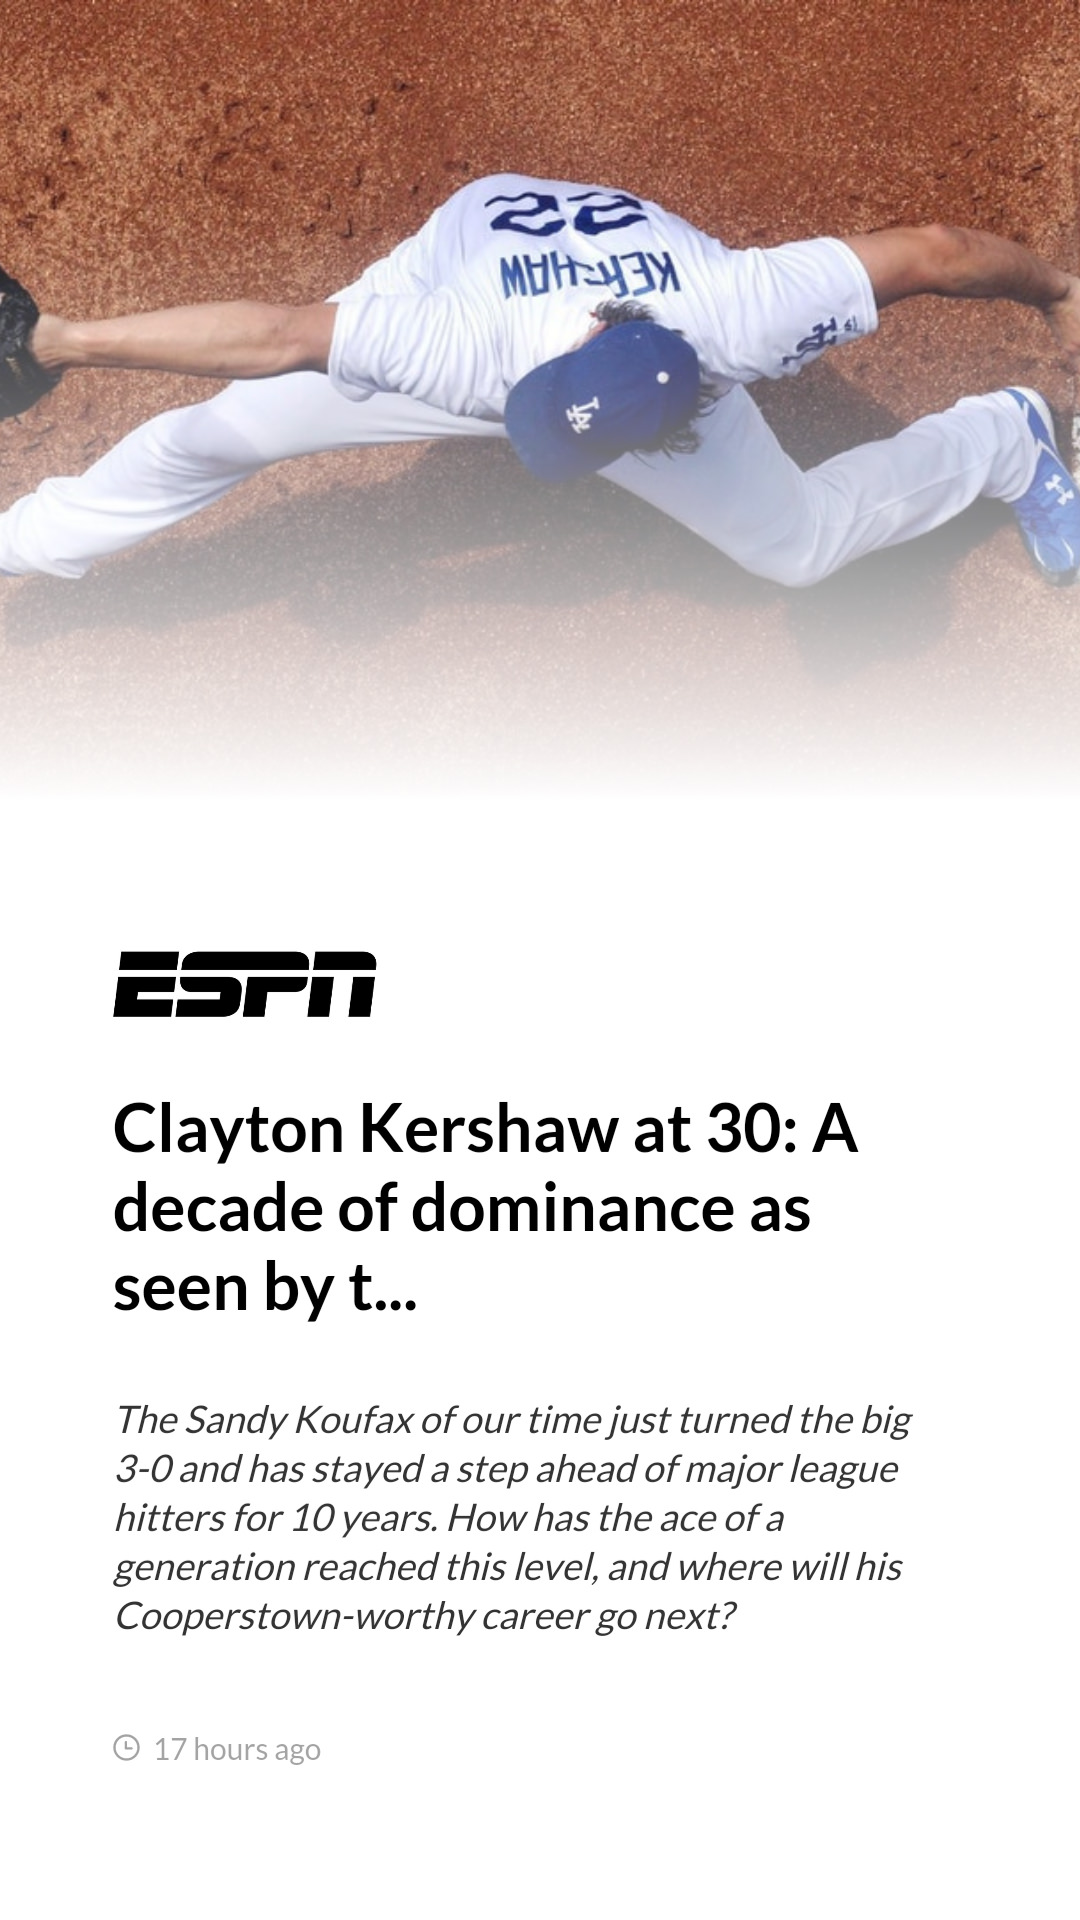 22
KERSHAW
LA
ESPN
Clayton Kershaw at 30: A
decade of dominance as
seen by t...
The Sandy Koufax of our time just turned the big
3-0 and has stayed a step ahead of major league
hitters for 10 years. How has the ace of a
generation reached this level, and where will his
Cooperstown-worthy career go next?
17 hours ago